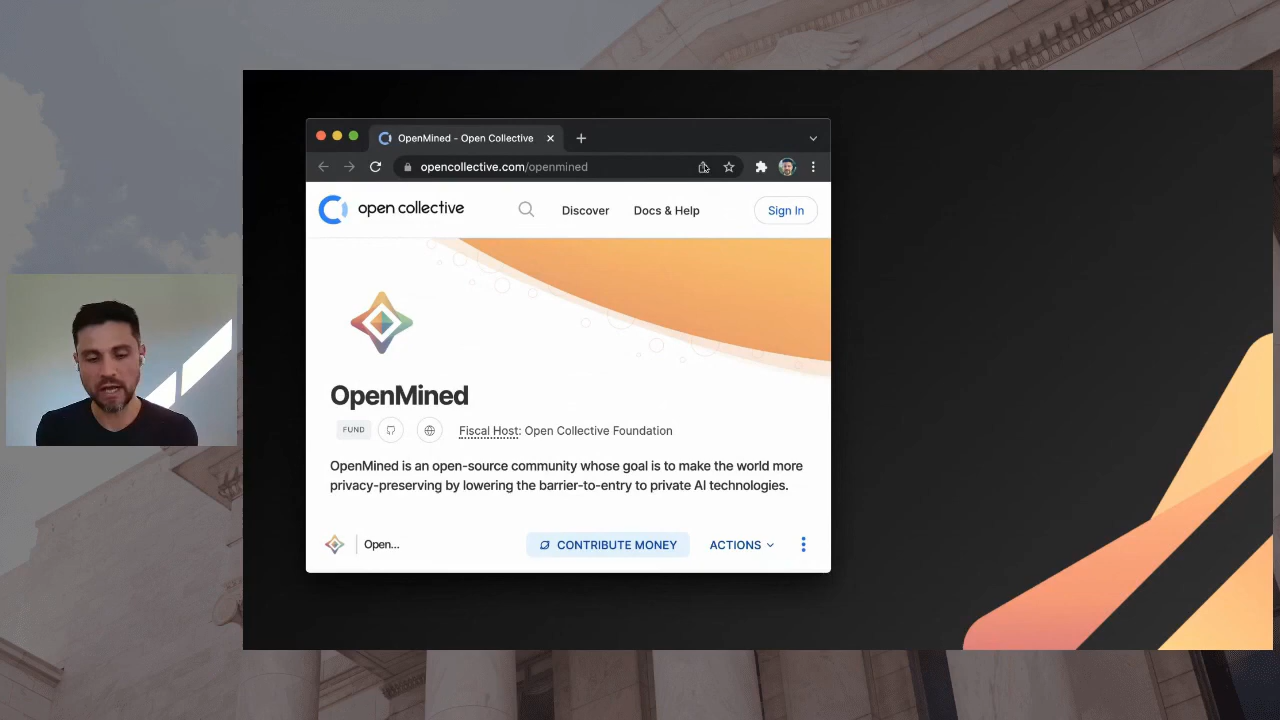 OpenMined - Open Collective
opencollective.com/openmined
open collective
Discover
Docs & Help
Sign In
OpenMined
FUND
Fiscal Host: Open Collective Foundation
OpenMined is an open-source community whose goal is to make the world more
privacy-preserving by lowering the barrier-to-entry to private AI technologies.
Open...
CONTRIBUTE MONEY
ACTIONS